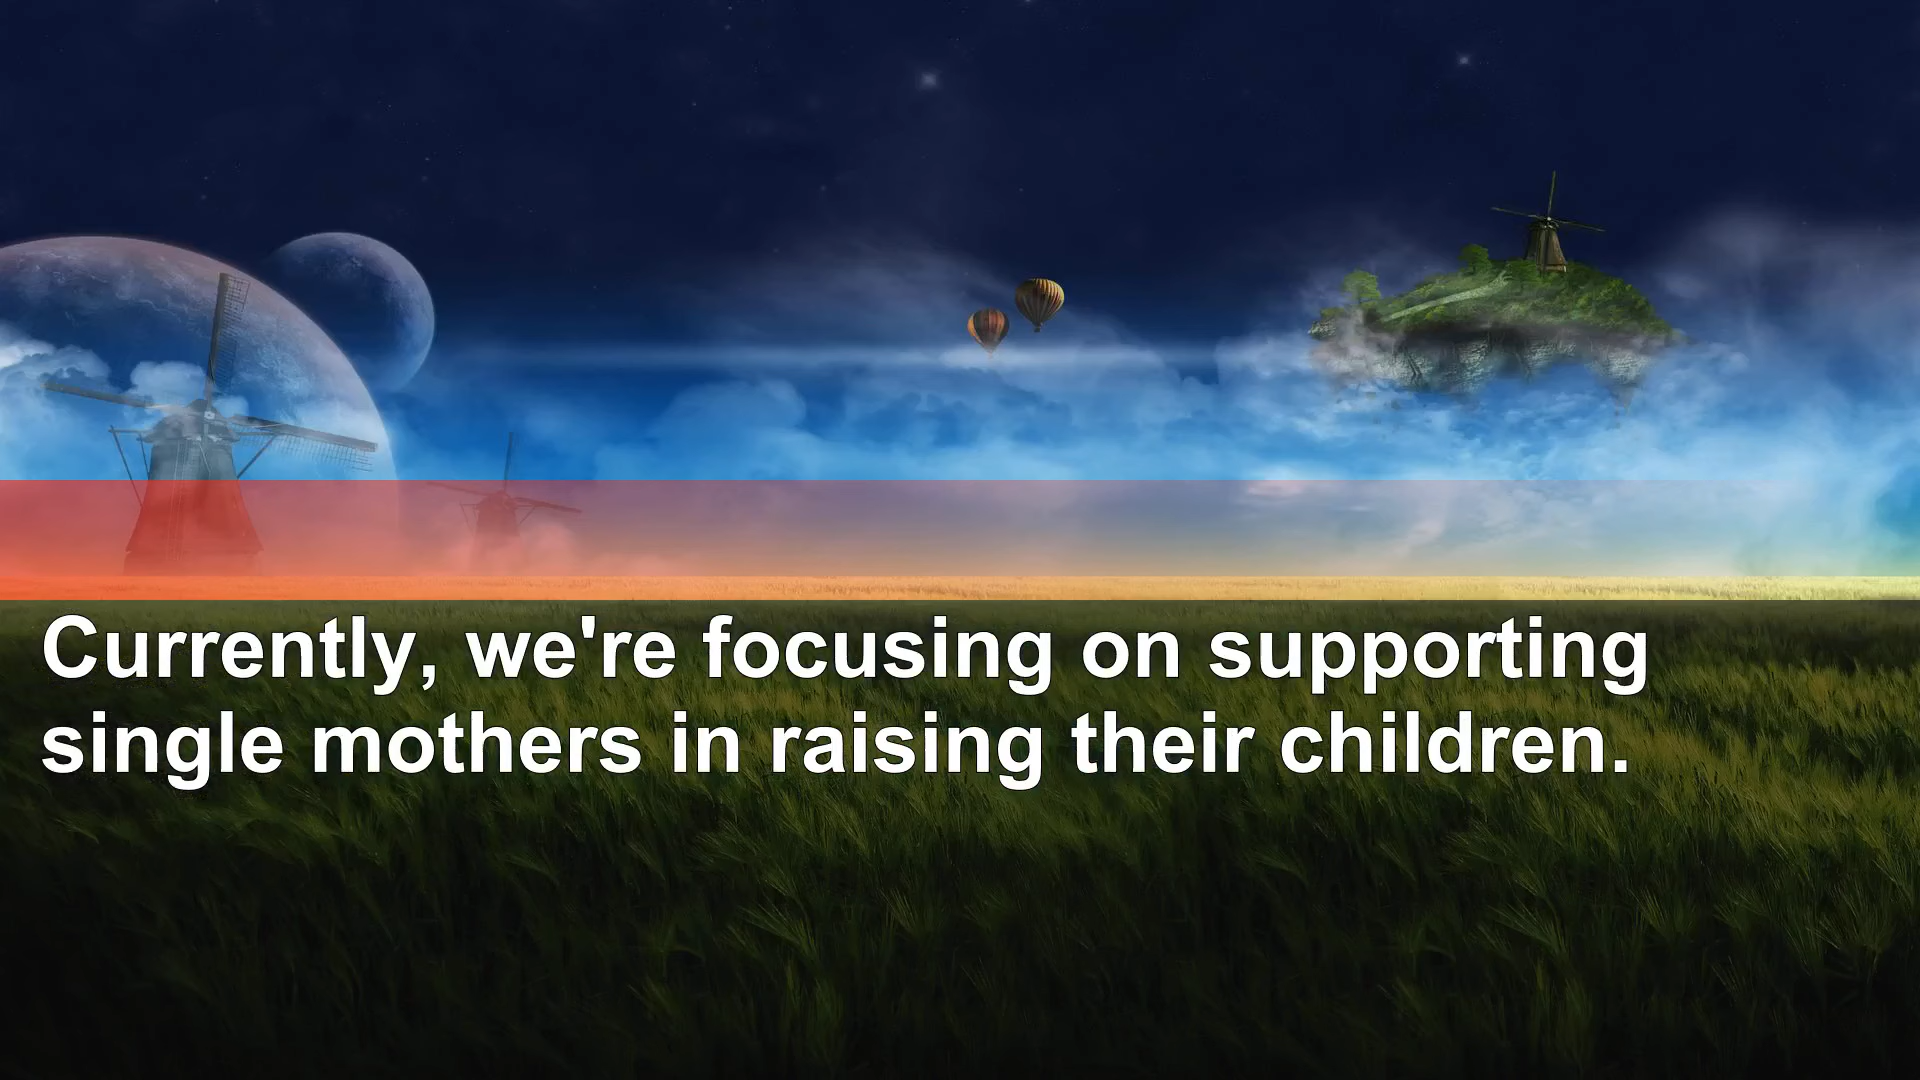 Currently, we're focusing on supporting
single mothers in raising their children.